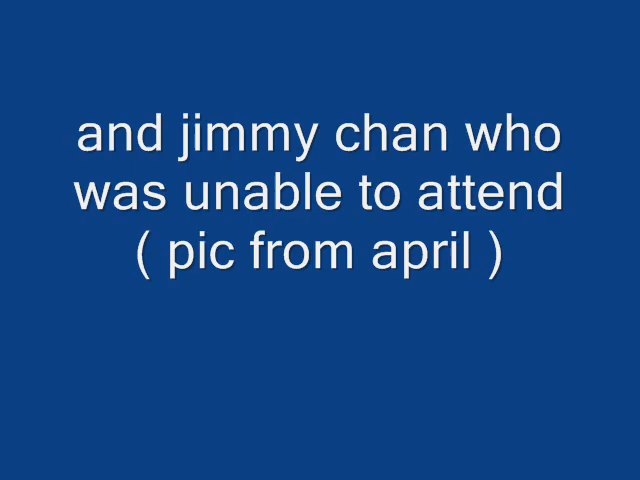 and jimmy chan who
was unable to attend
( pic from april )